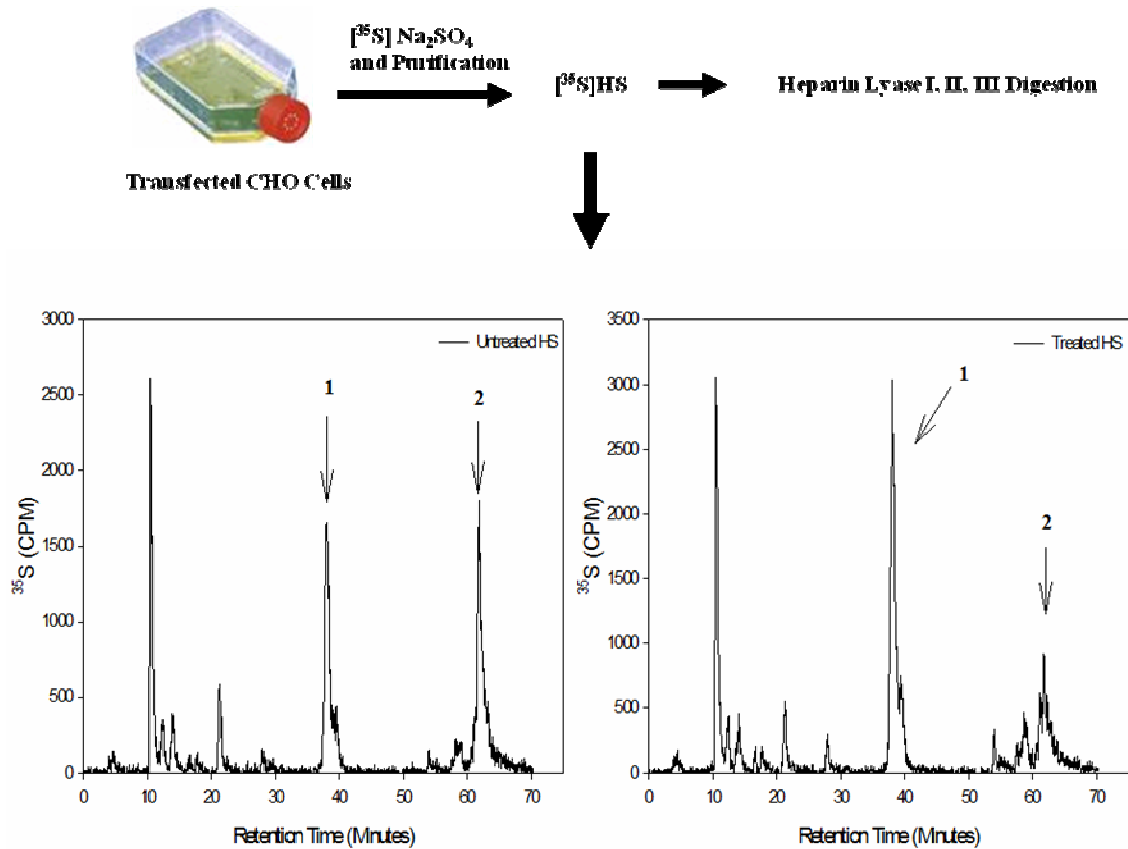 [³⁵S] Na₂SO₄
and Purification
[³⁵S]HS
Heparin Lyase I, II, III Digestion
Transfected CHO Cells
3000
2500
2000
1500
1000
500
0
³⁵S (CPM)
Untreated HS
1
2
0 10 20 30 40 50 60 70
Retention Time (Minutes)
3500
3000
2500
2000
1500
1000
500
0
³⁵S (CPM)
Treated HS
1
2
0 10 20 30 40 50 60 70
Retention Time (Minutes)